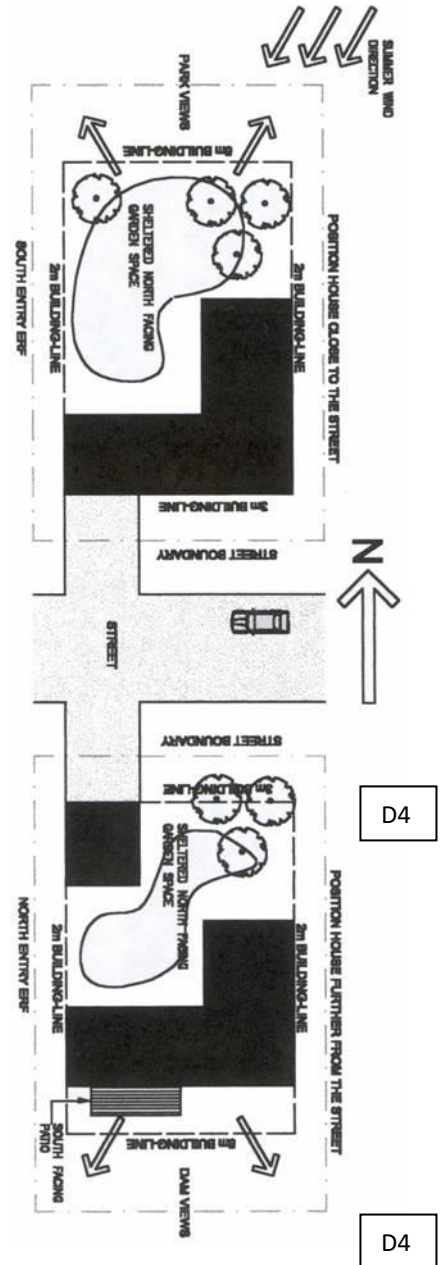 SUMMER WIND
DIRECTION
PARK VIEWS
6m BUILDING-LINE
POSITION HOUSE CLOSE TO THE STREET
SHELTERED NORTH FACING
GARDEN SPACE
2m BUILDING-LINE
2m BUILDING-LINE
SOUTH ENTRY ERF
3m BUILDING-LINE
STREET BOUNDARY
N
STREET
STREET BOUNDARY
3m BUILDING-LINE
D4
SHELTERED NORTH FACING
GARDEN SPACE
POSITION HOUSE FURTHER FROM THE STREET
2m BUILDING-LINE
2m BUILDING-LINE
NORTH ENTRY ERF
SOUTH FACING
PATIO
BUILDING-LINE
DAM VIEWS
D4